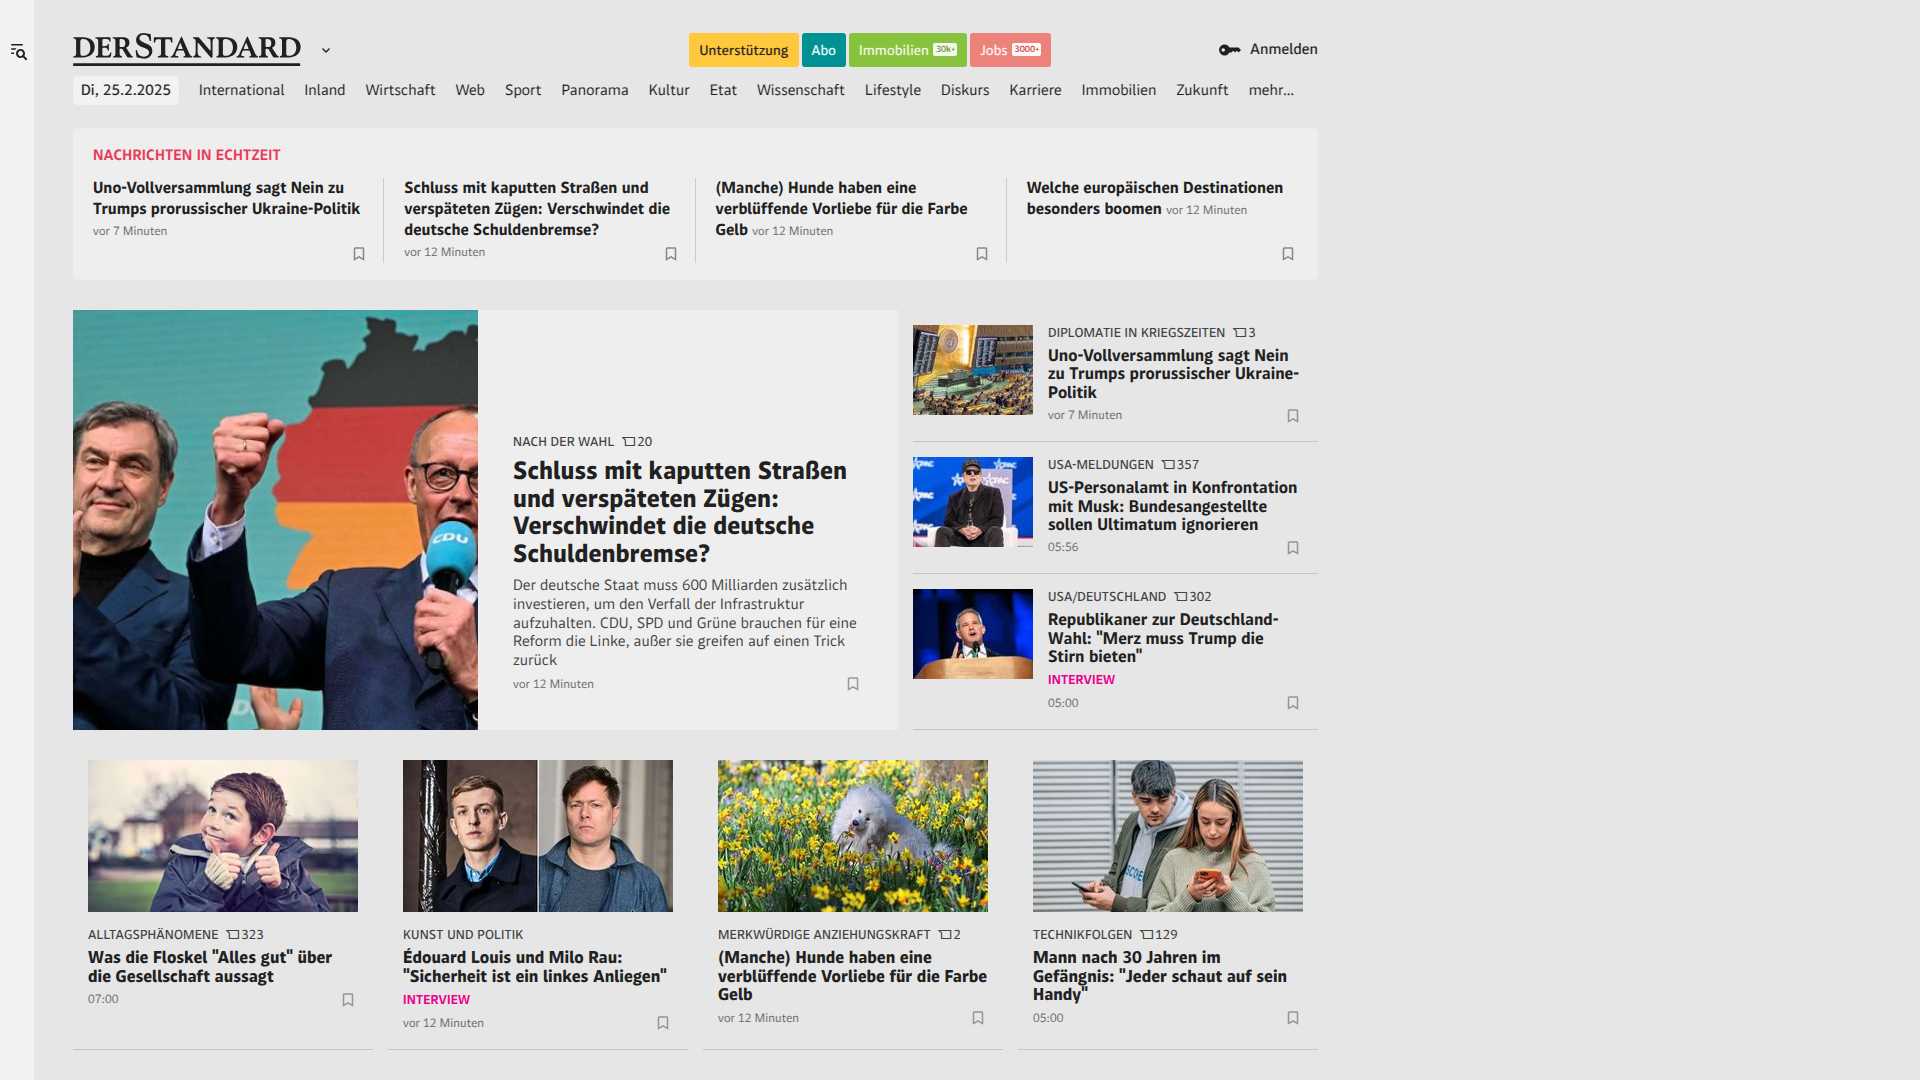 DERSTANDARD
Unterstützung
Abo
Immobilien 30k+
Jobs 3000+
Anmelden
Di, 25.2.2025
International
Inland
Wirtschaft
Web
Sport
Panorama
Kultur
Etat
Wissenschaft
Lifestyle
Diskurs
Karriere
Immobilien
Zukunft
mehr...
NACHRICHTEN IN ECHTZEIT
Uno-Vollversammlung sagt Nein zu
Trumps prorussischer Ukraine-Politik
vor 7 Minuten
Schluss mit kaputten Straßen und
verspäteten Zügen: Verschwindet die
deutsche Schuldenbremse?
vor 12 Minuten
(Manche) Hunde haben eine
verblüffende Vorliebe für die Farbe
Gelb vor 12 Minuten
Welche europäischen Destinationen
besonders boomen vor 12 Minuten
CDU
NACH DER WAHL 20
Schluss mit kaputten Straßen
und verspäteten Zügen:
Verschwindet die deutsche
Schuldenbremse?
Der deutsche Staat muss 600 Milliarden zusätzlich
investieren, um den Verfall der Infrastruktur
aufzuhalten. CDU, SPD und Grüne brauchen für eine
Reform die Linke, außer sie greifen auf einen Trick
zurück
vor 12 Minuten
DIPLOMATIE IN KRIEGSZEITEN 3
Uno-Vollversammlung sagt Nein
zu Trumps prorussischer Ukraine-
Politik
vor 7 Minuten
USA-MELDUNGEN 357
US-Personalamt in Konfrontation
mit Musk: Bundesangestellte
sollen Ultimatum ignorieren
05:56
USA/DEUTSCHLAND 302
Republikaner zur Deutschland-
Wahl: "Merz muss Trump die
Stirn bieten"
INTERVIEW
05:00
ALLTAGSPHÄNOMENE 323
Was die Floskel "Alles gut" über
die Gesellschaft aussagt
07:00
KUNST UND POLITIK
Édouard Louis und Milo Rau:
"Sicherheit ist ein linkes Anliegen"
INTERVIEW
vor 12 Minuten
MERKWÜRDIGE ANZIEHUNGSKRAFT 2
(Manche) Hunde haben eine
verblüffende Vorliebe für die Farbe
Gelb
vor 12 Minuten
TECHNIKFOLGEN 129
Mann nach 30 Jahren im
Gefängnis: "Jeder schaut auf sein
Handy"
05:00